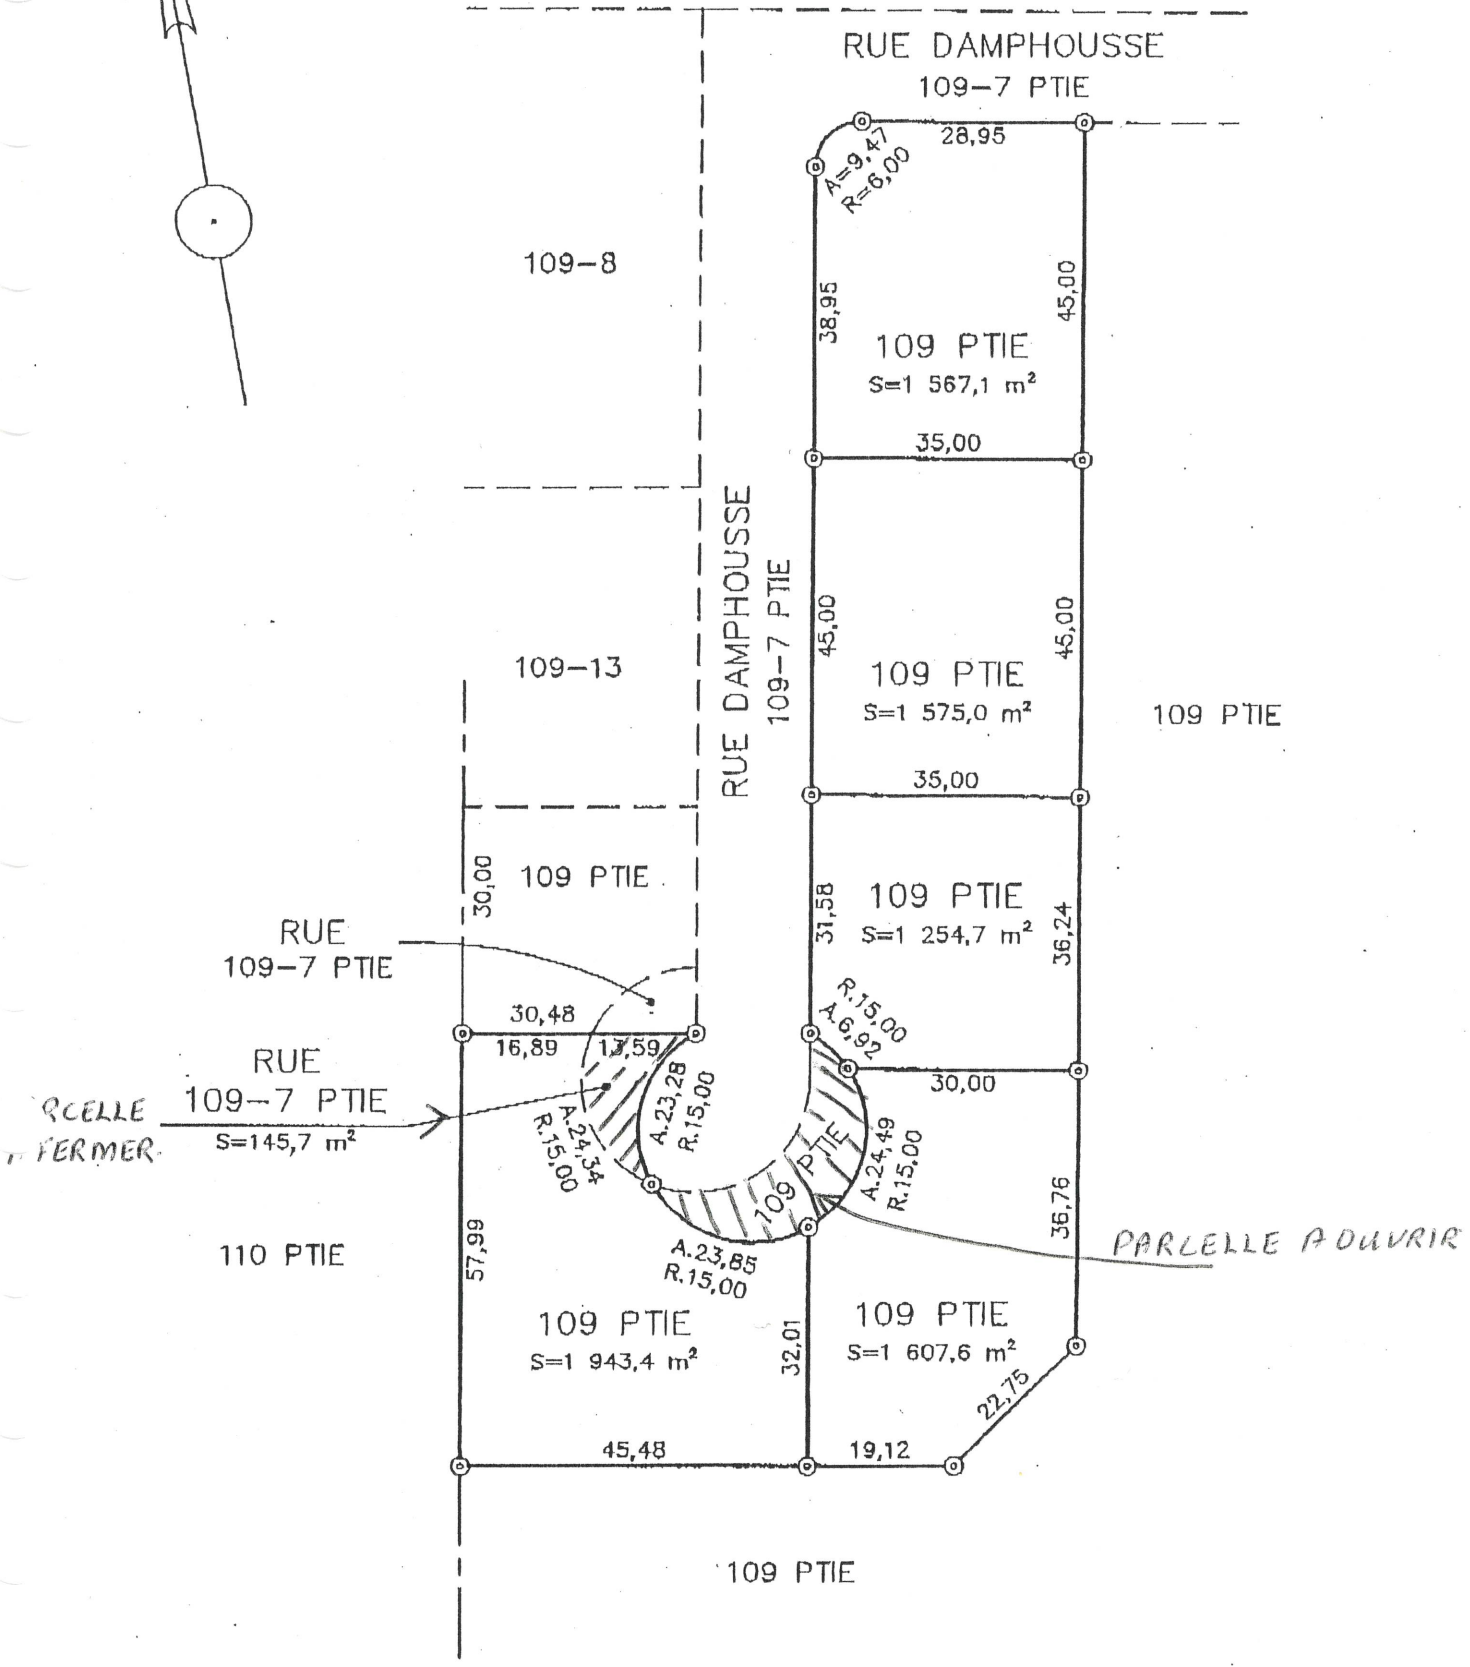 RUE DAMPHOUSSE
109-7 PTIE
28,95
A=9,47
R=6,00
109-8
38,95
45,00
109 PTIE
S=1 567,1 m²
35,00
RUE DAMPHOUSSE
109-7 PTIE
45,00
45,00
109-13
109 PTIE
S=1 575,0 m²
109 PTIE
35,00
30,00
109 PTIE
31,58
109 PTIE
S=1 254,7 m²
36,24
RUE
109-7 PTIE
R.15,00
A.6,92
30,48
16,89
13,59
30,00
RUE
109-7 PTIE
S=145,7 m²
RCELLE
FERMER
A.23,28
R.15,00
A.24,34
R.15,00
109 PTIE
A.24,49
R.15,00
36,76
PARCELLE A OUVRIR
110 PTIE
57,99
A.23,85
R.15,00
109 PTIE
S=1 943,4 m²
32,01
109 PTIE
S=1 607,6 m²
22,75
45,48
19,12
109 PTIE